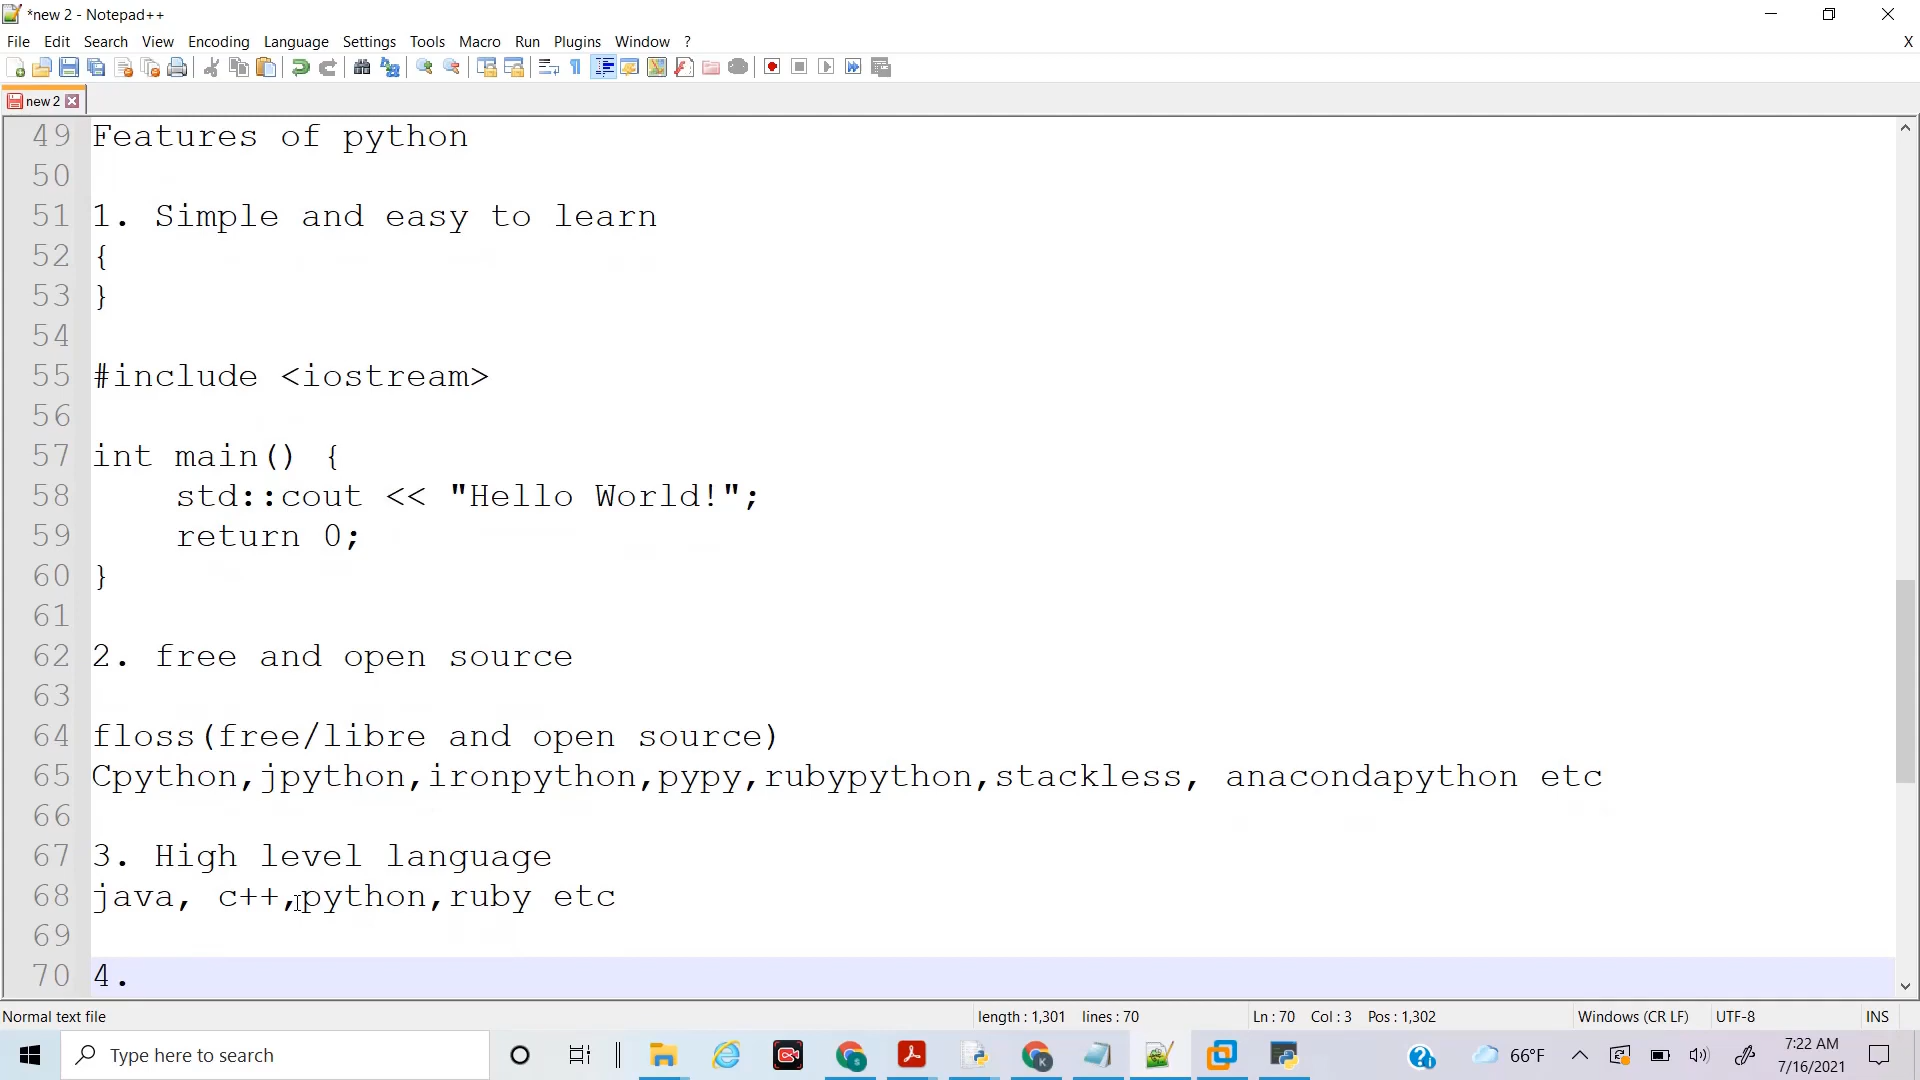 *new 2 - Notepad++
File Edit Search View Encoding Language Settings Tools Macro Run Plugins Window ? X
new 2
49 Features of python
50
51 1. Simple and easy to learn
52 {
53 }
54
55 #include <iostream>
56
57 int main() {
58 std::cout << "Hello World!";
59 return 0;
60 }
61
62 2. free and open source
63
64 floss(free/libre and open source)
65 Cpython,jpython,ironpython,pypy,rubypython,stackless, anacondapython etc
66
67 3. High level language
68 java, c++,python,ruby etc
69
70 4.
Normal text file length : 1,301 lines : 70 Ln : 70 Col : 3 Pos : 1,302 Windows (CR LF) UTF-8 INS
Type here to search 66°F 7:22 AM
7/16/2021